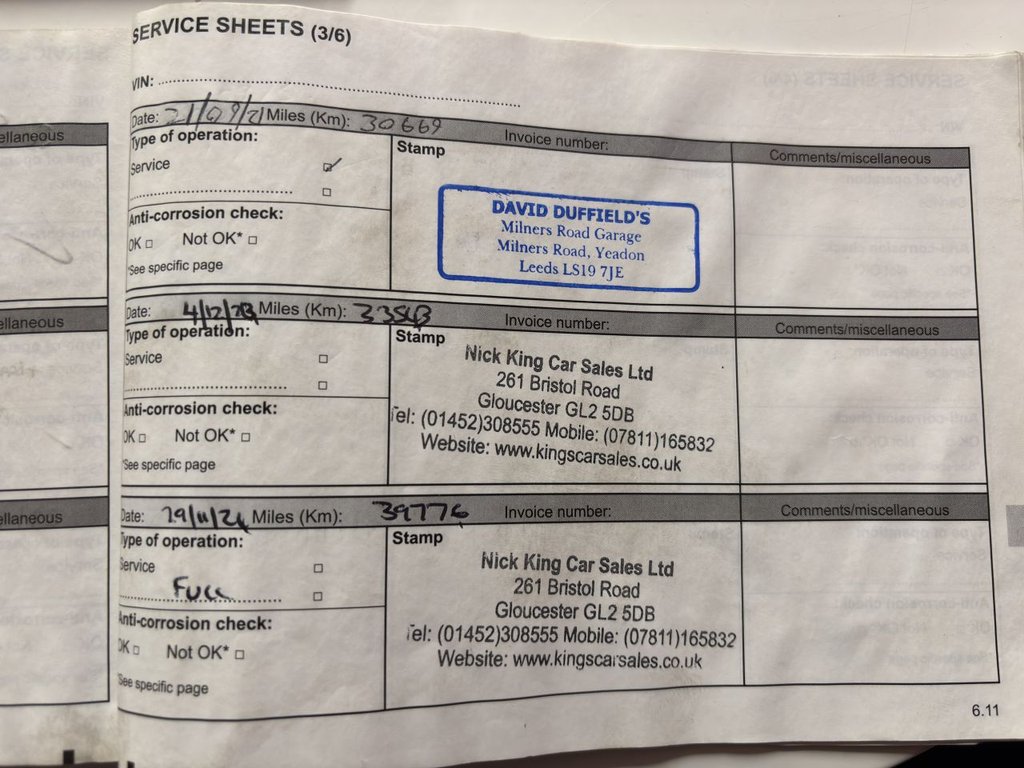 SERVICE SHEETS (3/6)
VIN:
Date: 21/09/21 Miles (Km): 30669 Invoice number:
Comments/miscellaneous
Type of operation:
Service
Anti-corrosion check:
OK Not OK*
*See specific page
Stamp
DAVID DUFFIELD'S
Milners Road Garage
Milners Road, Yeadon
Leeds LS19 7JE
Date: 4/12/23 Miles (Km): Invoice number:
Comments/miscellaneous
Type of operation:
Service
Anti-corrosion check:
OK Not OK*
*See specific page
Stamp
Nick King Car Sales Ltd
261 Bristol Road
Gloucester GL2 5DB
Tel: (01452)308555 Mobile: (07811)165832
Website: www.kingscarsales.co.uk
Date: 29/11/24 Miles (Km): 39776 Invoice number:
Comments/miscellaneous
Type of operation:
Service
Full
Anti-corrosion check:
OK Not OK*
*See specific page
Stamp
Nick King Car Sales Ltd
261 Bristol Road
Gloucester GL2 5DB
Tel: (01452)308555 Mobile: (07811)165832
Website: www.kingscarsales.co.uk
6.11